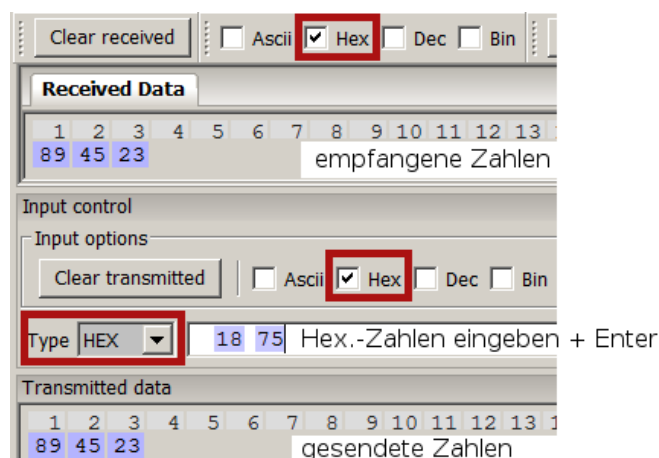 Clear received Ascii Hex Dec Bin
Received Data
1 2 3 4 5 6 7 8 9 10 11 12 13
89 45 23 empfangene Zahlen
Input control
Input options
Clear transmitted Ascii Hex Dec Bin
Type HEX 18 75 Hex.-Zahlen eingeben + Enter
Transmitted data
1 2 3 4 5 6 7 8 9 10 11 12 13 1
89 45 23 gesendete Zahlen